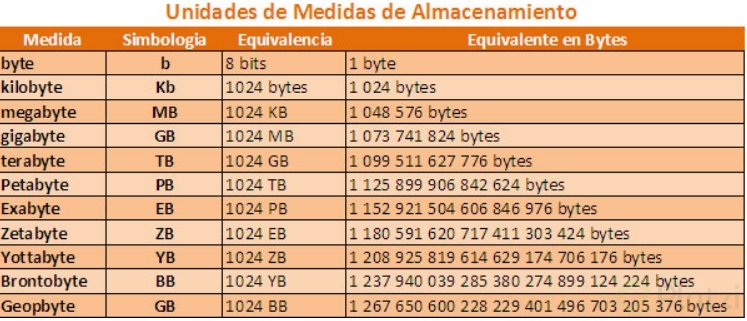 Unidades de Medidas de Almacenamiento
Medida Simbologia Equivalencia Equivalente en Bytes
byte b 8 bits 1 byte
kilobyte Kb 1024 bytes 1 024 bytes
megabyte MB 1024 KB 1 048 576 bytes
gigabyte GB 1024 MB 1 073 741 824 bytes
terabyte TB 1024 GB 1 099 511 627 776 bytes
Petabyte PB 1024 TB 1 125 899 906 842 624 bytes
Exabyte EB 1024 PB 1 152 921 504 606 846 976 bytes
Zetabyte ZB 1024 EB 1 180 591 620 717 411 303 424 bytes
Yottabyte YB 1024 ZB 1 208 925 819 614 629 174 706 176 bytes
Brontobyte BB 1024 YB 1 237 940 039 285 380 274 899 124 224 bytes
Geopbyte GB 1024 BB 1 267 650 600 228 229 401 496 703 205 376 bytes